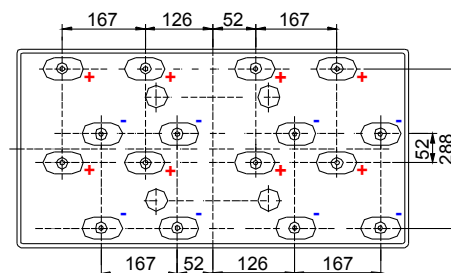 167 126 52 167
+ + + +
- - - -
52
288
+ + + +
- - - -
167 52 126 167